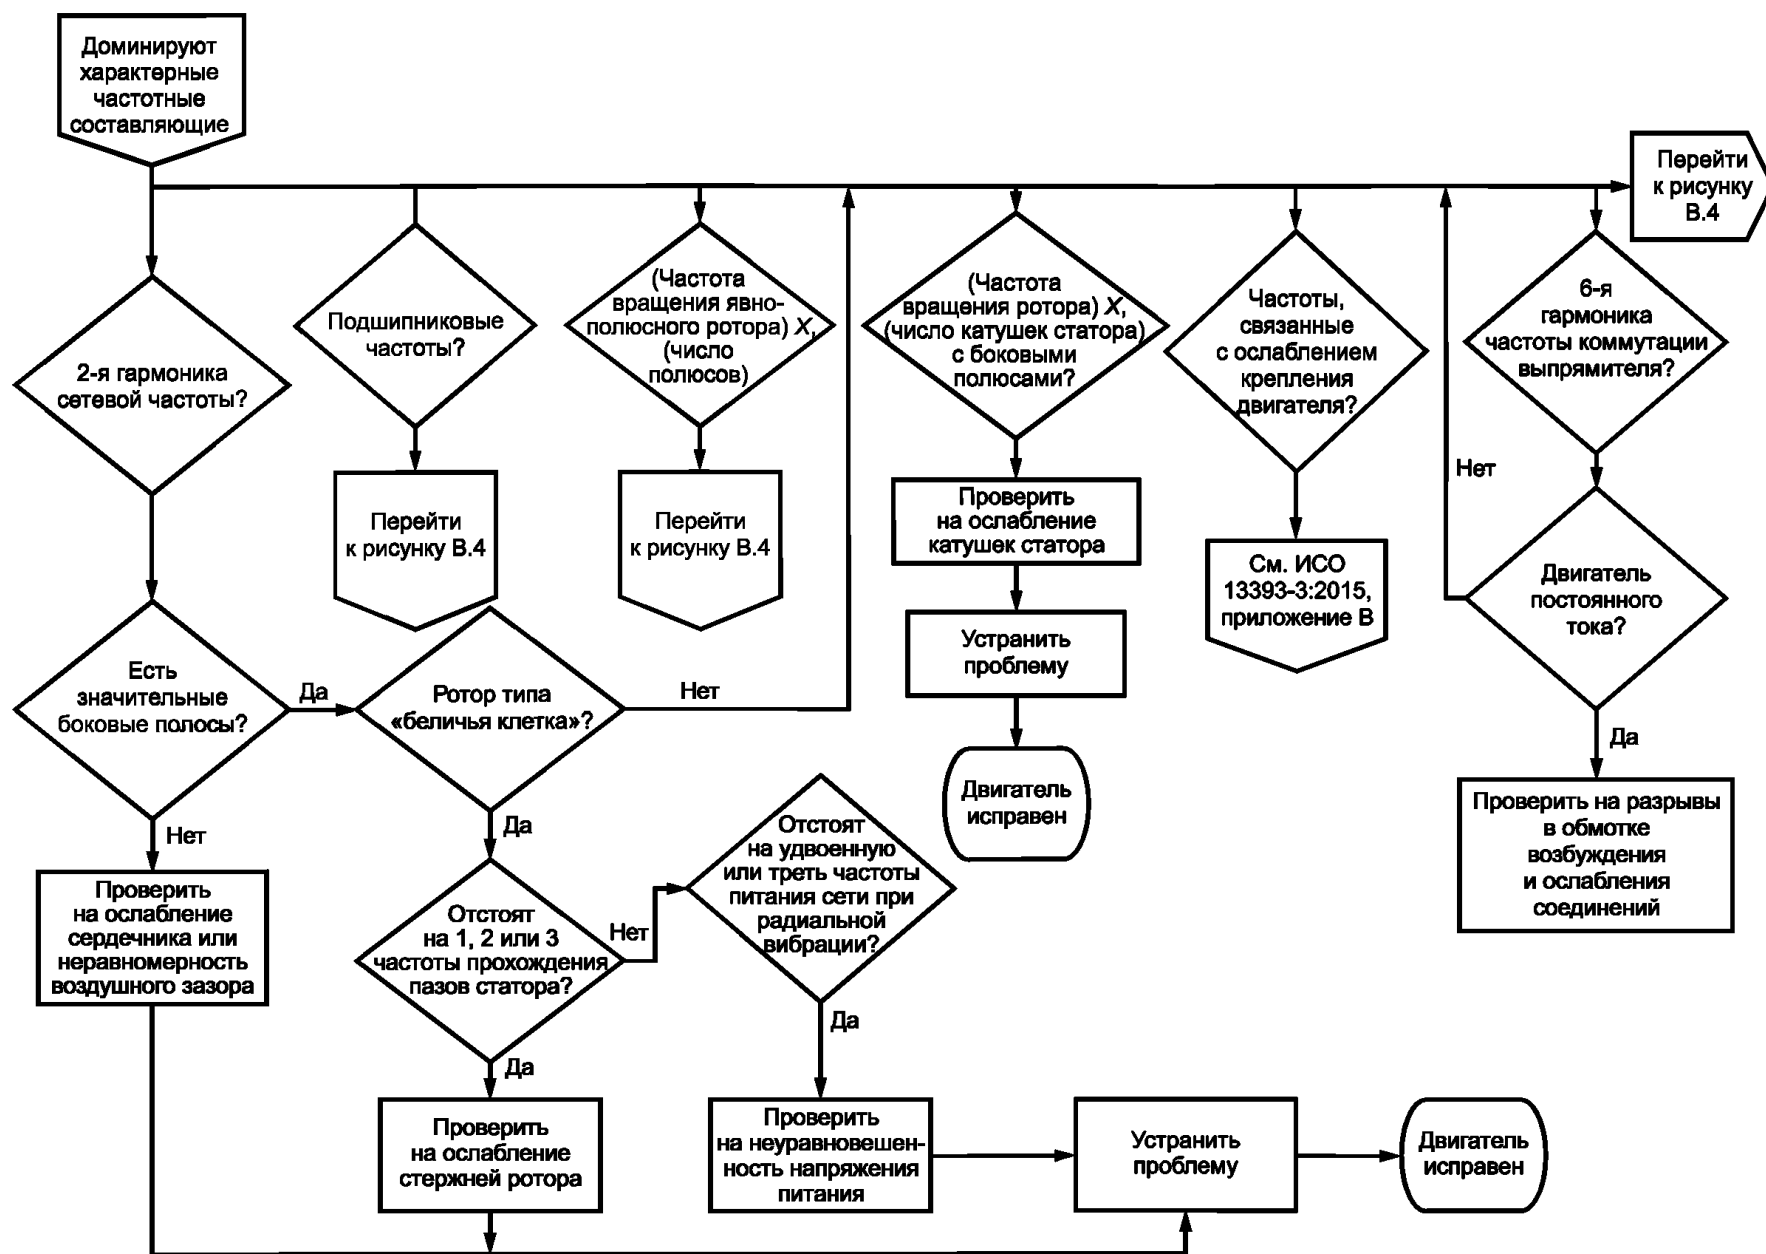 Доминируют
характерные
частотные
составляющие
Перейти
к рисунку
В.4
2-я гармоника
сетевой частоты?
Подшипниковые
частоты?
(Частота
вращения явно-
полюсного ротора) X,
(число
полюсов)
(Частота
вращения ротора) X,
(число катушек статора)
с боковыми
полюсами?
Частоты,
связанные
с ослаблением
крепления
двигателя?
6-я
гармоника
частоты коммутации
выпрямителя?
Перейти
к рисунку В.4
Перейти
к рисунку В.4
Проверить
на ослабление
катушек статора
См. ИСО
13393-3:2015,
приложение В
Нет
Двигатель
постоянного
тока?
Устранить
проблему
Есть
значительные
боковые полосы?
Да
Ротор типа
«беличья клетка»?
Нет
Да
Двигатель
исправен
Проверить на разрывы
в обмотке
возбуждения
и ослабления
соединений
Нет
Да
Проверить
на ослабление
сердечника или
неравномерность
воздушного зазора
Отстоят
на 1, 2 или 3
частоты прохождения
пазов статора?
Нет
Отстоят
на удвоенную
или треть частоты
питания сети при
радиальной
вибрации?
Да
Да
Проверить
на ослабление
стержней ротора
Проверить
на неуравновешен-
ность напряжения
питания
Устранить
проблему
Двигатель
исправен